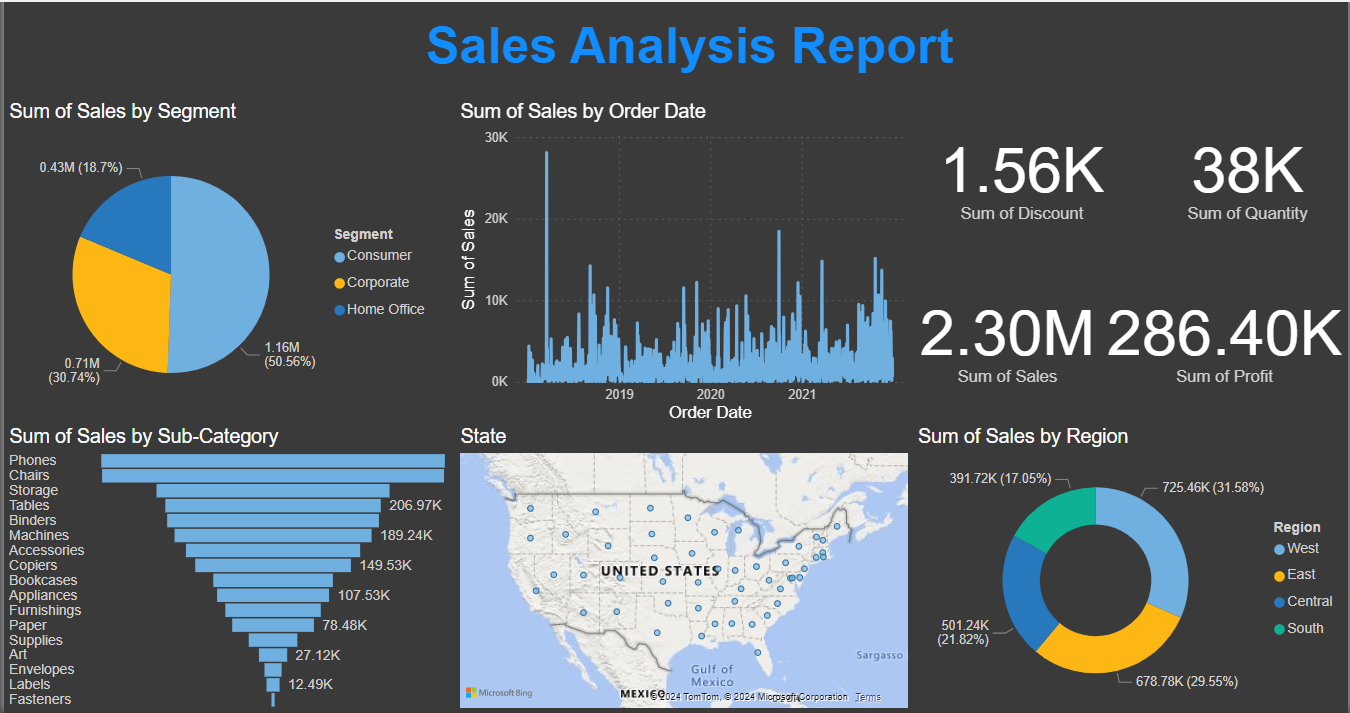 Sales Analysis Report
Sum of Sales by Segment
0.43M (18.7%)
0.71M
(30.74%)
1.16M
(50.56%)
Segment
Consumer
Corporate
Home Office
Sum of Sales by Order Date
Sum of Sales
30K
20K
10K
0K
2019
2020
2021
Order Date
1.56K
Sum of Discount
38K
Sum of Quantity
2.30M
Sum of Sales
286.40K
Sum of Profit
Sum of Sales by Sub-Category
Phones
Chairs
Storage
Tables 206.97K
Binders
Machines 189.24K
Accessories
Copiers 149.53K
Bookcases
Appliances 107.53K
Furnishings
Paper 78.48K
Supplies
Art 27.12K
Envelopes
Labels 12.49K
Fasteners
State
UNITED STATES
Gulf of
Mexico
Sargasso
MEXICO
Microsoft Bing
© 2024 TomTom, © 2024 Microsoft Corporation Terms
Sum of Sales by Region
391.72K (17.05%)
725.46K (31.58%)
501.24K
(21.82%)
678.78K (29.55%)
Region
West
East
Central
South